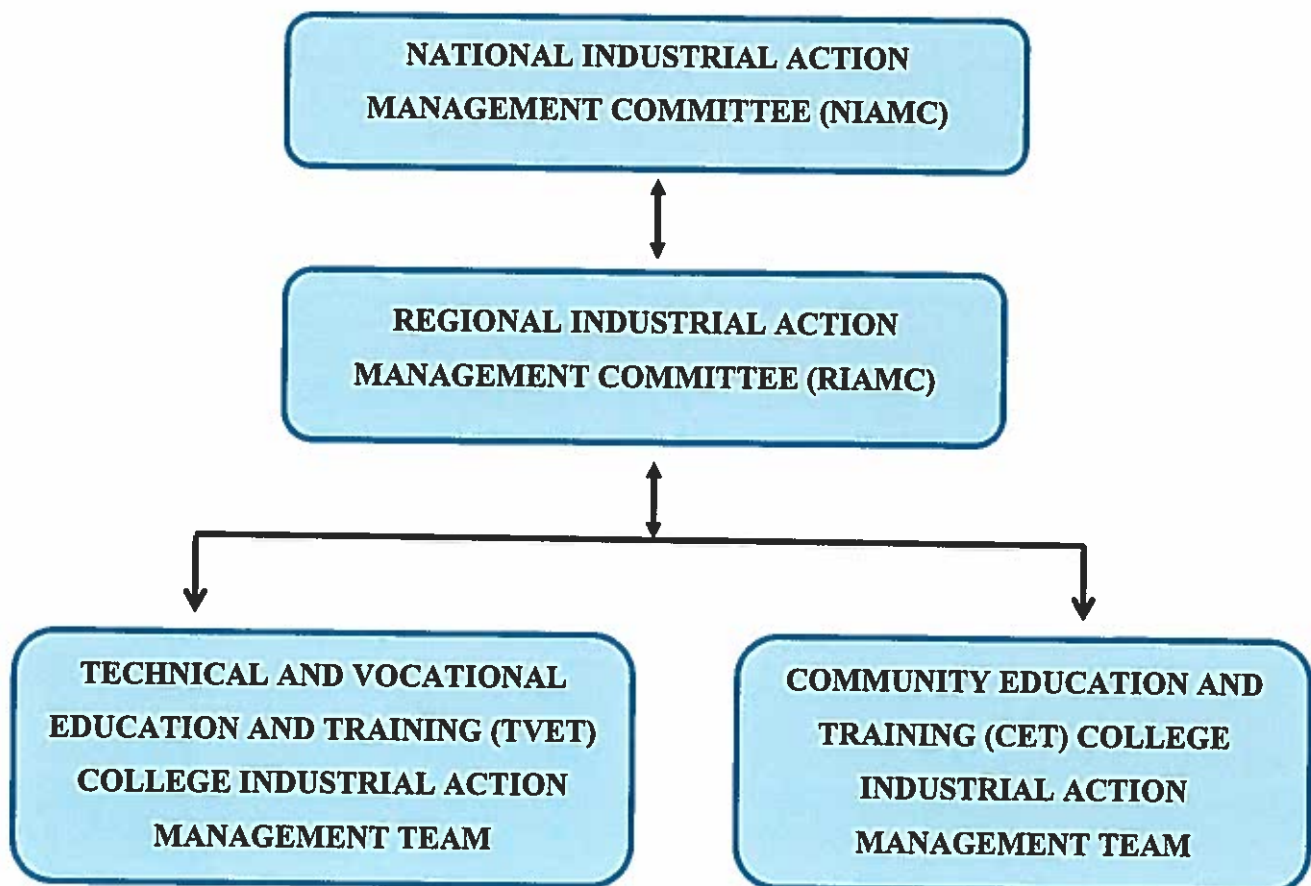 NATIONAL INDUSTRIAL ACTION
MANAGEMENT COMMITTEE (NIAMC)
REGIONAL INDUSTRIAL ACTION
MANAGEMENT COMMITTEE (RIAMC)
TECHNICAL AND VOCATIONAL
EDUCATION AND TRAINING (TVET)
COLLEGE INDUSTRIAL ACTION
MANAGEMENT TEAM
COMMUNITY EDUCATION AND
TRAINING (CET) COLLEGE
INDUSTRIAL ACTION
MANAGEMENT TEAM